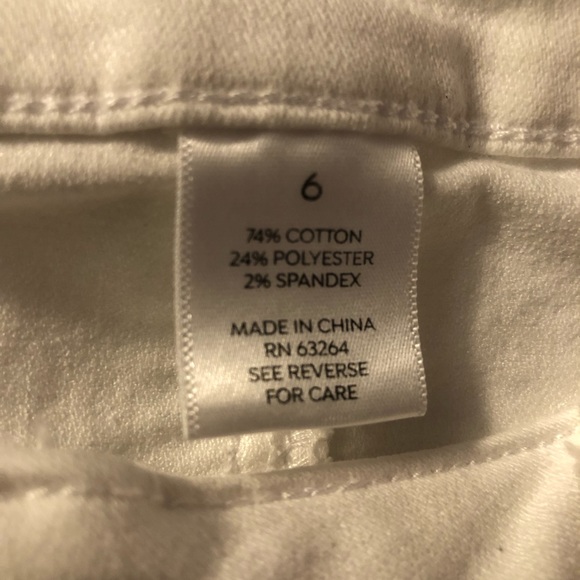 6
74% COTTON
24% POLYESTER
2% SPANDEX
MADE IN CHINA
RN 63264
SEE REVERSE
FOR CARE